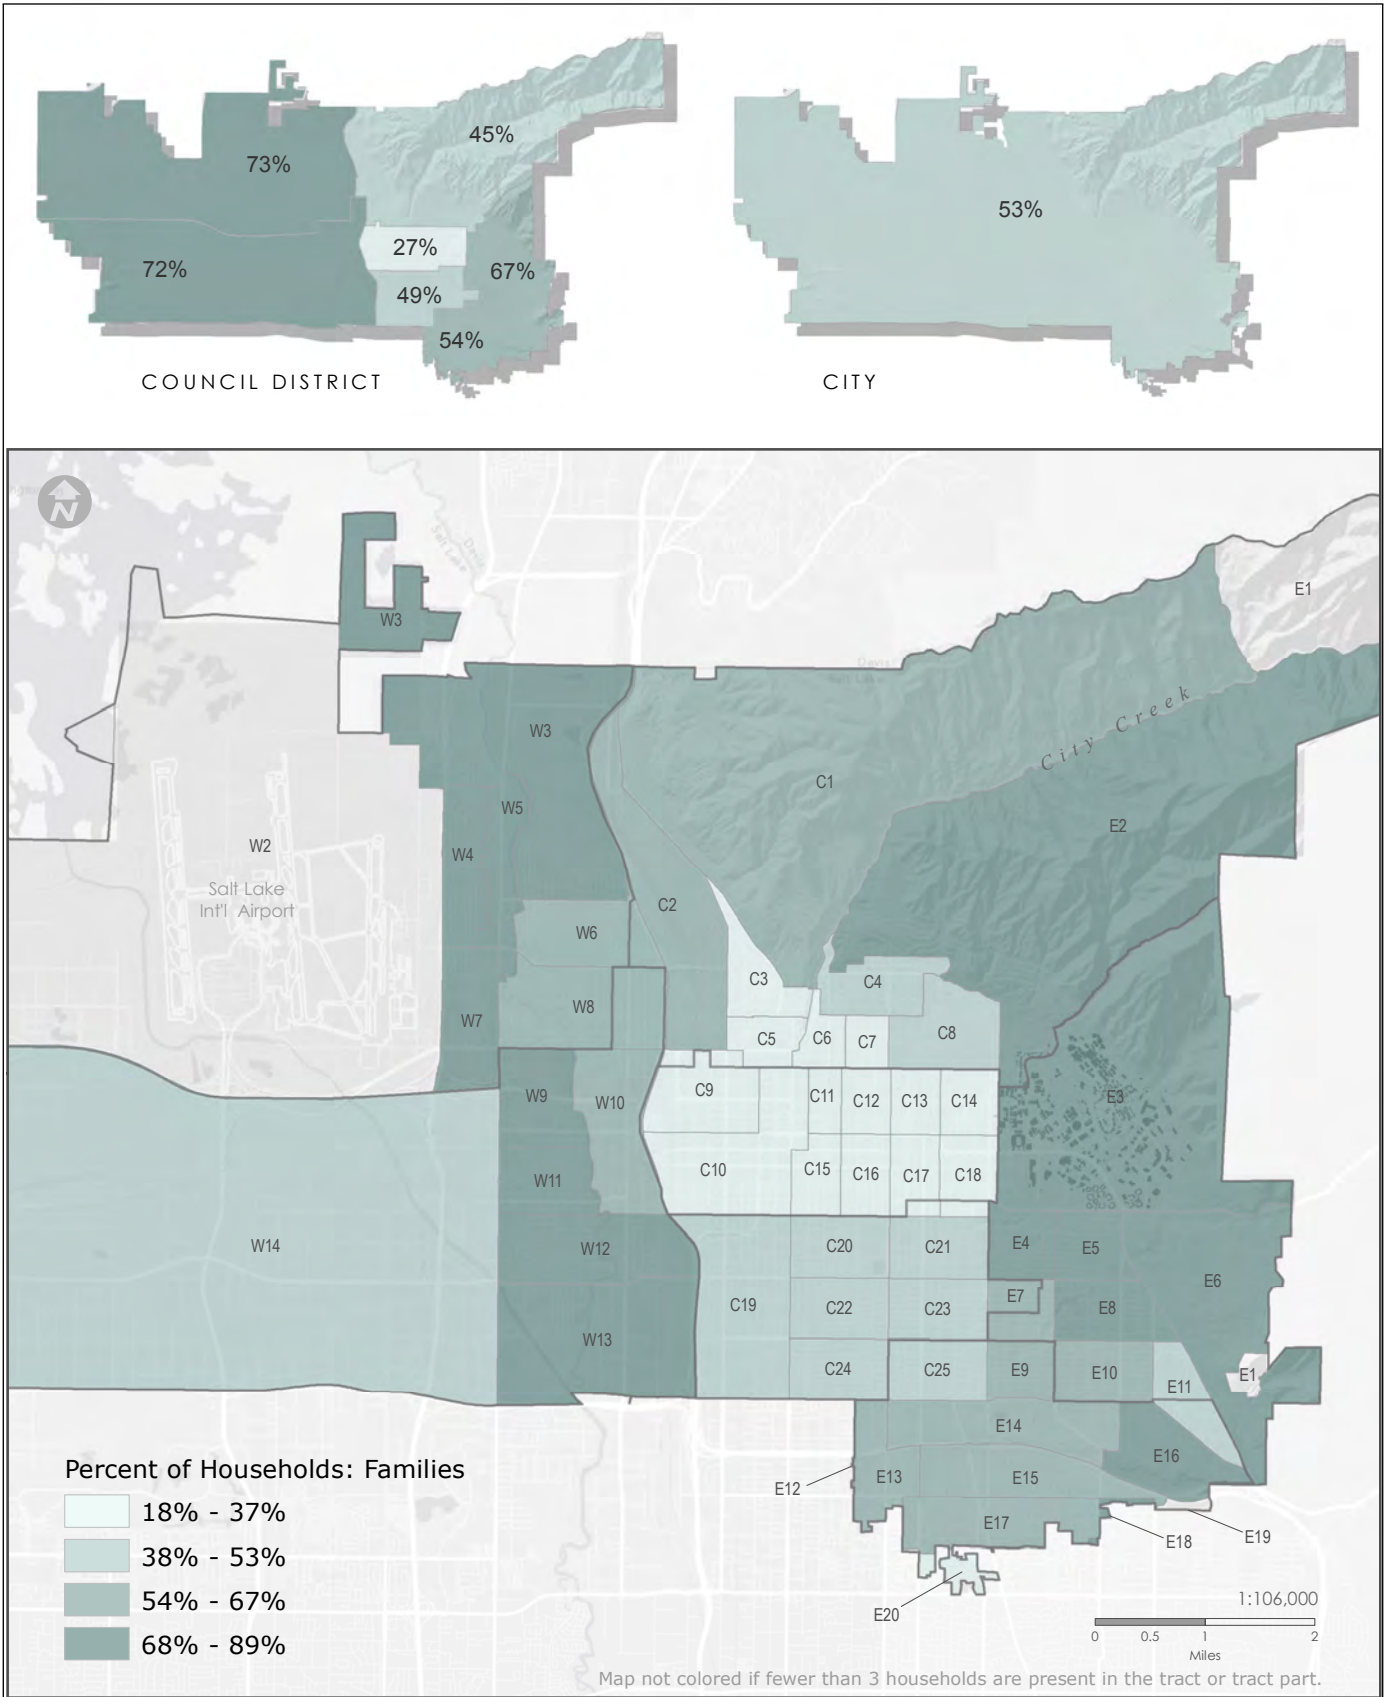 45%
73%
53%
27%
72%
67%
49%
54%
COUNCIL DISTRICT
CITY
N
Davis
Salt Lake
E1
W3
Davis
Salt Lake
City Creek
W3
C1
W5
E2
W2
W4
Salt Lake
Int'l Airport
C2
W6
C3
C4
W8
W7
C5
C6
C7
C8
C9
W9
W10
C11
C12
C13
C14
E3
C10
C15
C16
C17
C18
W11
W14
W12
C20
C21
E4
E5
E6
C19
C22
C23
E7
E8
W13
C24
C25
E9
E10
E11
E1
E14
E16
E12
E13
E15
E17
E18
E19
E20
Percent of Households: Families
18% - 37%
38% - 53%
54% - 67%
68% - 89%
1:106,000
0 0.5 1 2
Miles
Map not colored if fewer than 3 households are present in the tract or tract part.